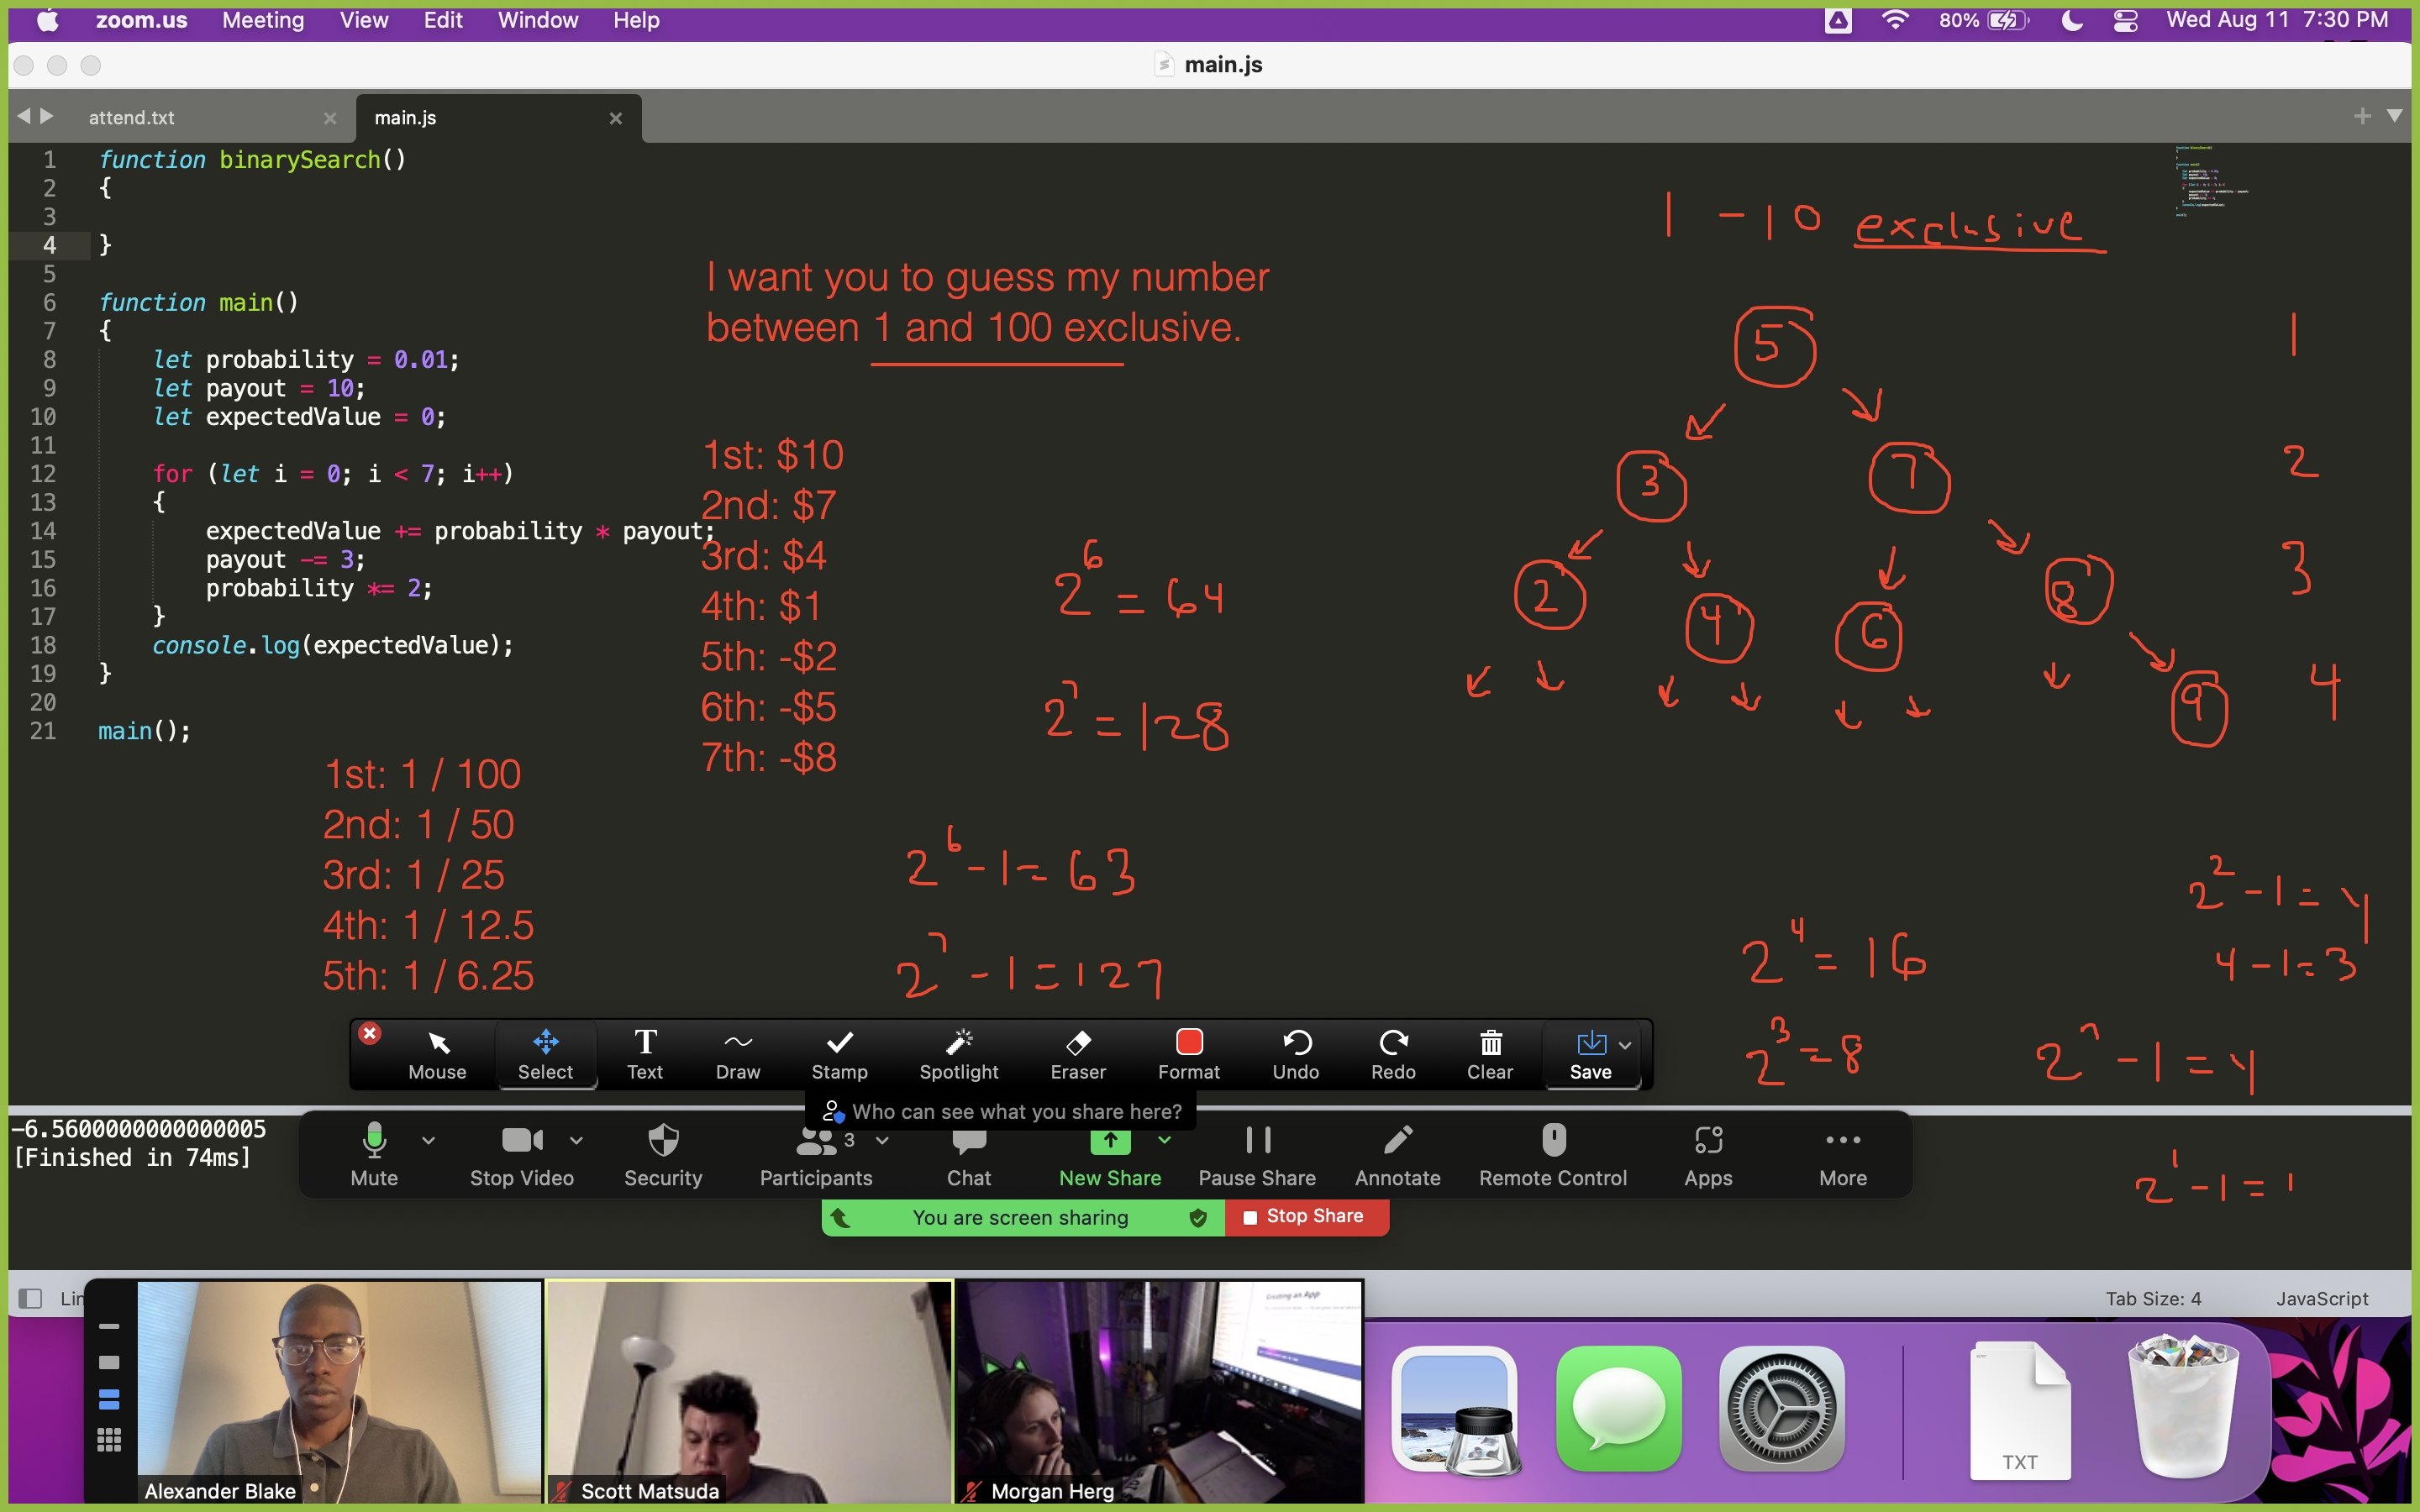 zoom.us Meeting View Edit Window Help 80% Wed Aug 11 7:30 PM
main.js
attend.txt main.js
1 function binarySearch()
2 {
3
4 }
5
6 function main()
7 {
8 let probability = 0.01;
9 let payout = 10;
10 let expectedValue = 0;
11
12 for (let i = 0; i < 7; i++)
13 {
14 expectedValue += probability * payout;
15 payout -= 3;
16 probability *= 2;
17 }
18 console.log(expectedValue);
19 }
20
21 main();
I want you to guess my number
between 1 and 100 exclusive.
1st: $10
2nd: $7
3rd: $4
4th: $1
5th: -$2
6th: -$5
7th: -$8
1st: 1 / 100
2nd: 1 / 50
3rd: 1 / 25
4th: 1 / 12.5
5th: 1 / 6.25
2^6 = 64
2^7 = 128
2^6 - 1 = 63
2^7 - 1 = 127
1 - 10 exclusive
5 1
3 7 2
2 4 6 8 3
9 4
2^4 = 16
2^3 = 8
2^2 - 1 = y
4 - 1 = 3
2^n - 1 = y
2^1 - 1 = 1
Mouse Select Text Draw Stamp Spotlight Eraser Format Undo Redo Clear Save
Who can see what you share here?
-6.5600000000000005
[Finished in 74ms]
3
Mute Stop Video Security Participants Chat New Share Pause Share Annotate Remote Control Apps More
You are screen sharing Stop Share
Lin Tab Size: 4 JavaScript
Creating an App
TXT
Alexander Blake Scott Matsuda Morgan Herg